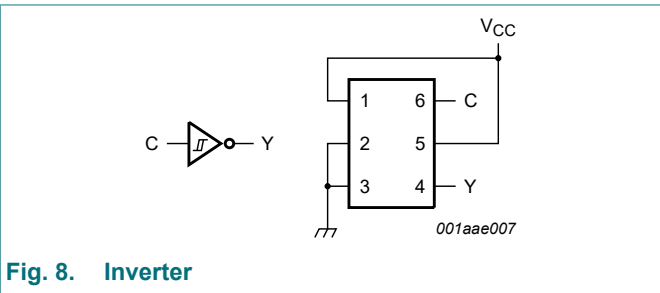 V_CC
C Y
1 6 C
2 5
3 4 Y
001aae007
Fig. 8. Inverter